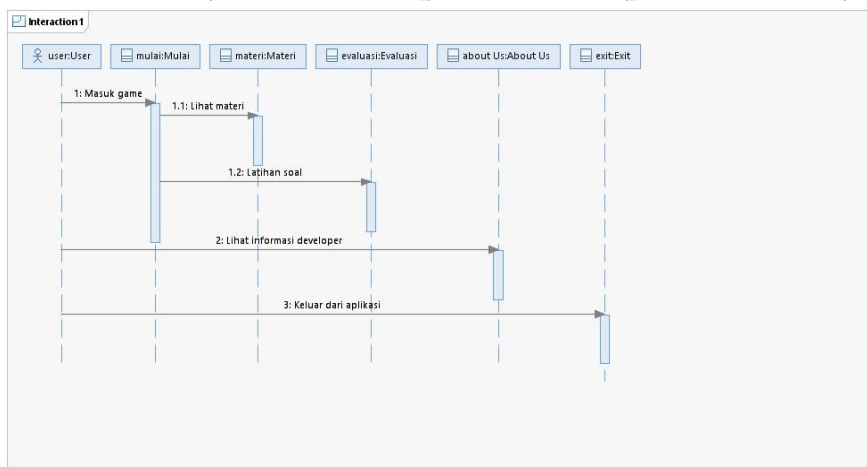 Interaction1
user:User
mulai:Mulai
materi:Materi
evaluasi:Evaluasi
about Us:About Us
exit:Exit
1: Masuk game
1.1: Lihat materi
1.2: Latihan soal
2: Lihat informasi developer
3: Keluar dari aplikasi